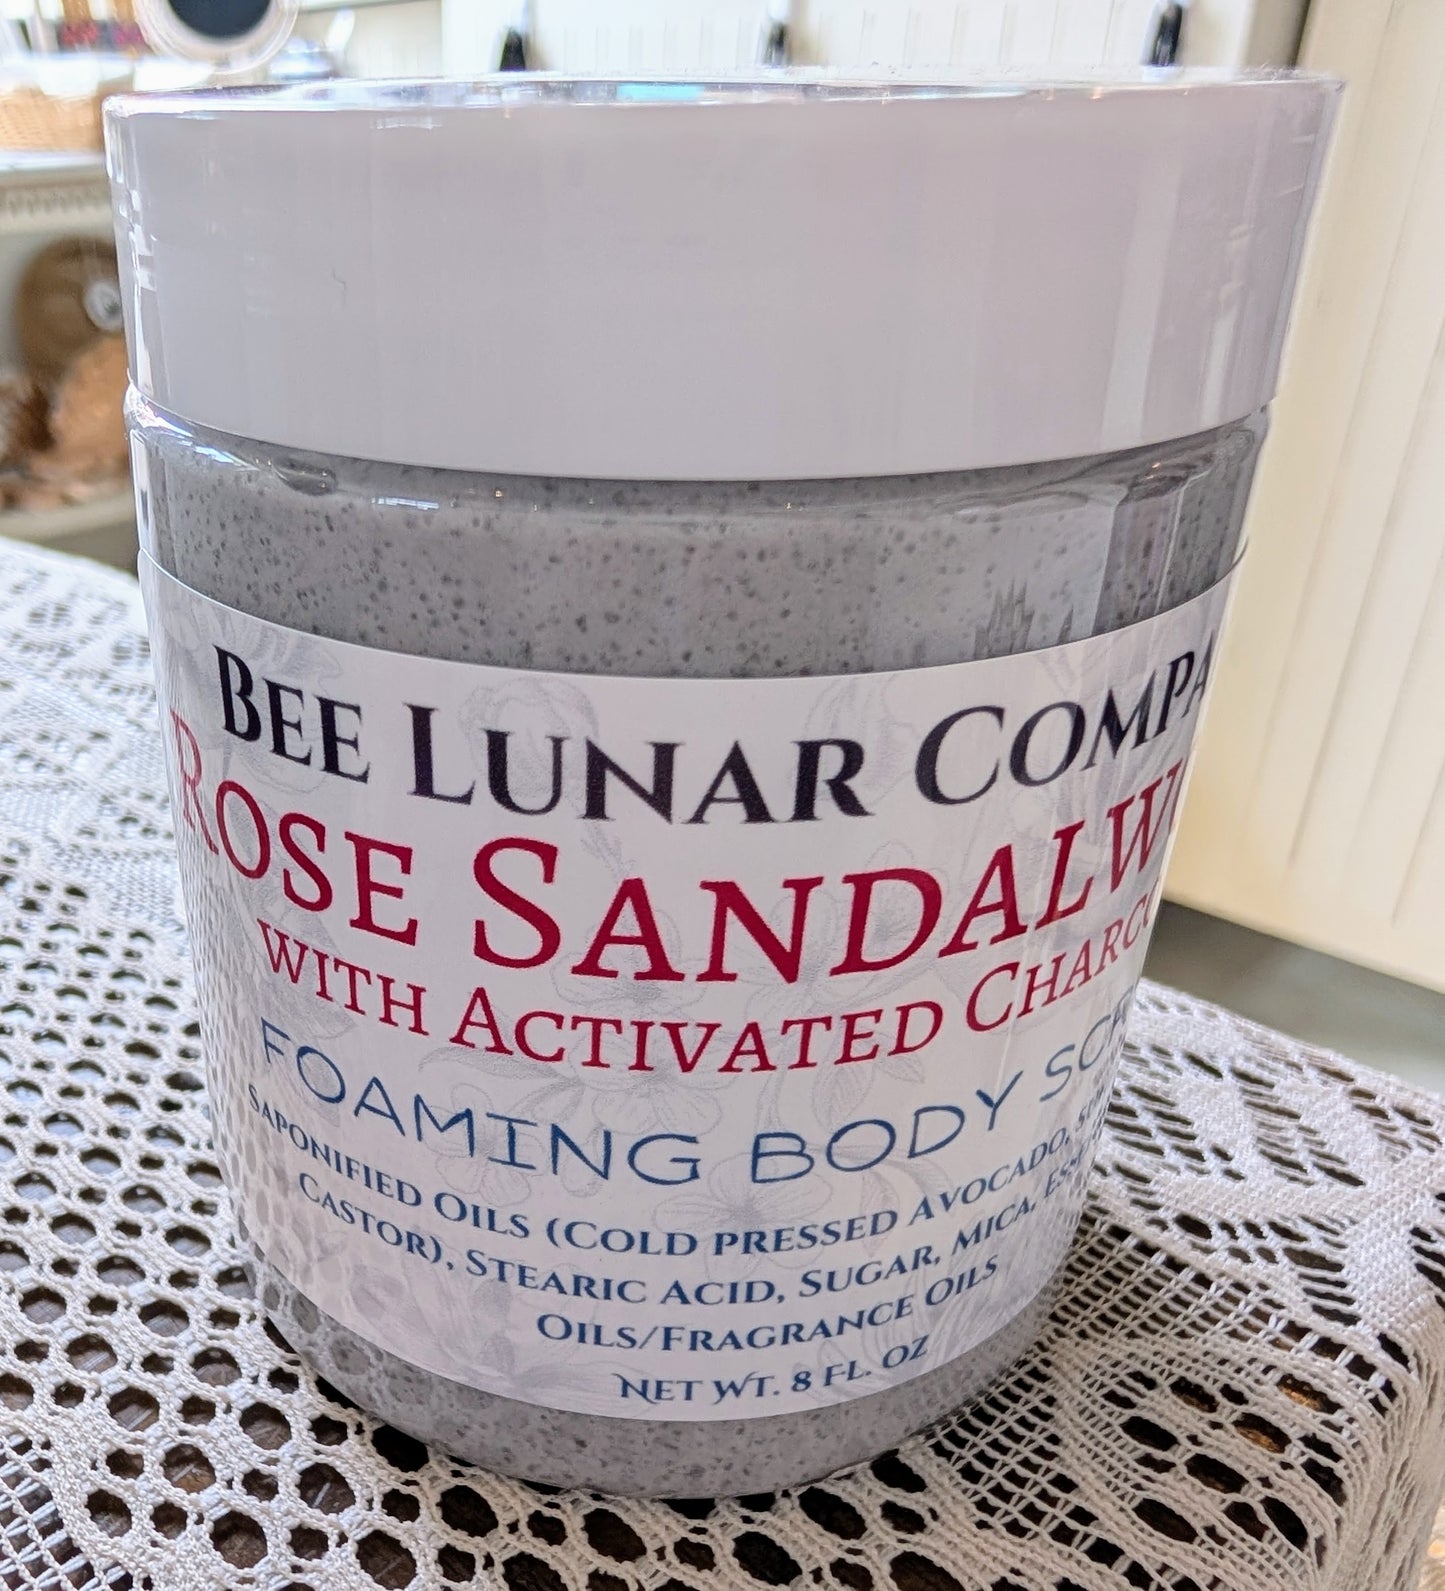 BEE LUNAR COMPA
ROSE SANDALW
WITH ACTIVATED CHARCO
FOAMING BODY SC
SAPONIFIED OILS (COLD PRESSED AVOCADO,
CASTOR), STEARIC ACID, SUGAR, MICA,
OILS/FRAGRANCE OILS
NET WT. 8 FL. OZ